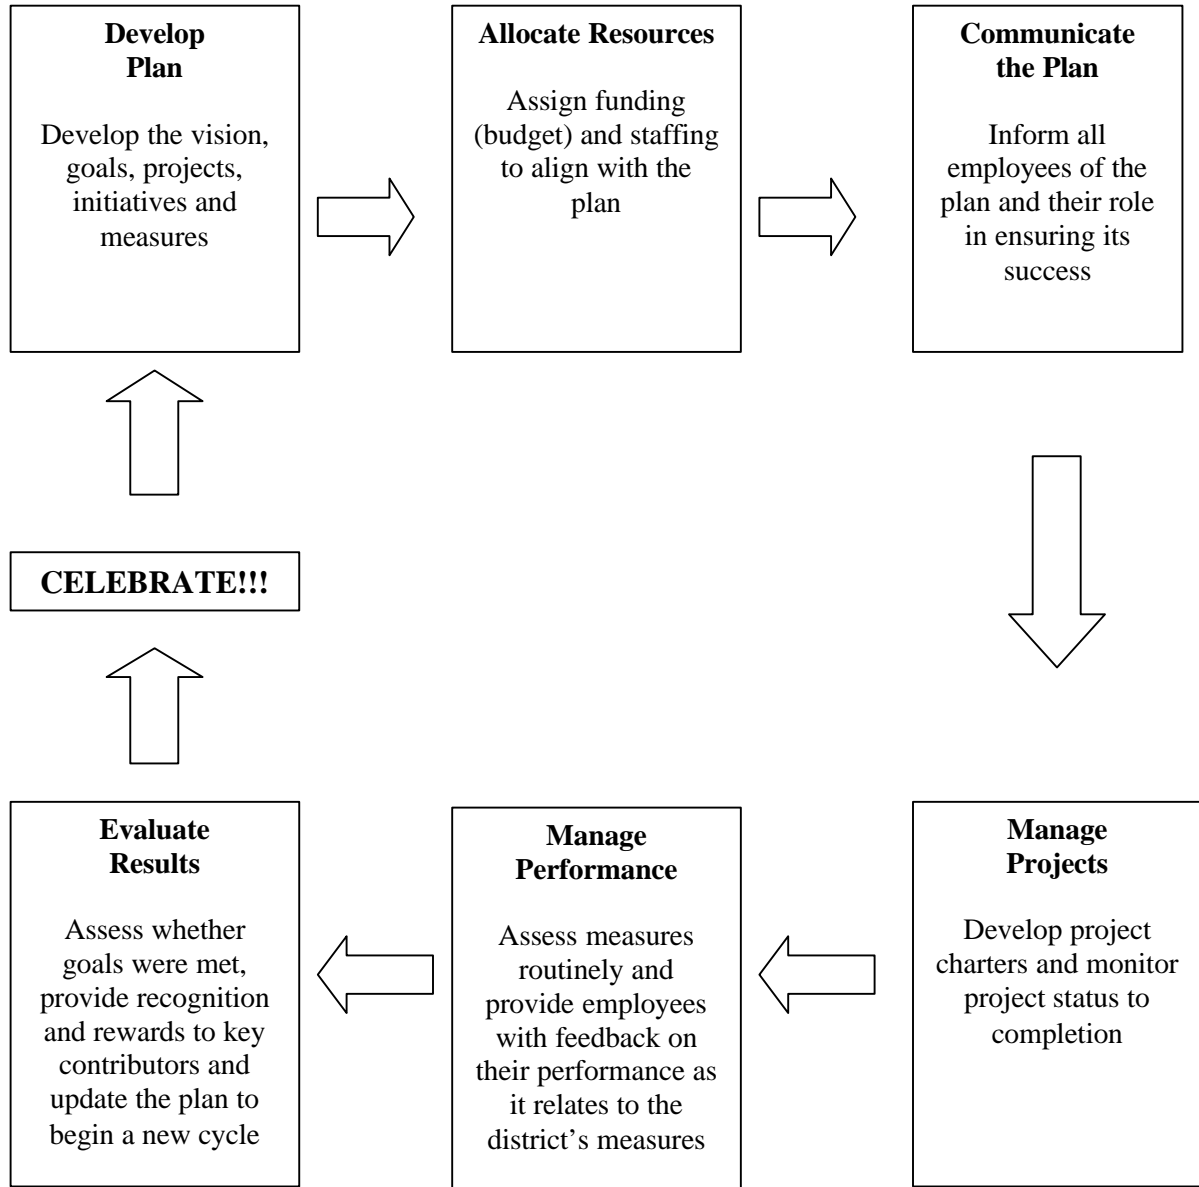 Develop
Plan
Develop the vision,
goals, projects,
initiatives and
measures
Allocate Resources
Assign funding
(budget) and staffing
to align with the
plan
Communicate
the Plan
Inform all
employees of the
plan and their role
in ensuring its
success
CELEBRATE!!!
Evaluate
Results
Assess whether
goals were met,
provide recognition
and rewards to key
contributors and
update the plan to
begin a new cycle
Manage
Performance
Assess measures
routinely and
provide employees
with feedback on
their performance as
it relates to the
district’s measures
Manage
Projects
Develop project
charters and monitor
project status to
completion